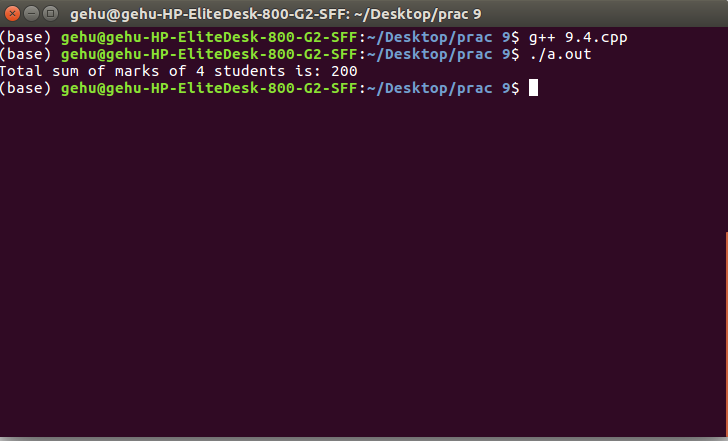 gehu@gehu-HP-EliteDesk-800-G2-SFF: ~/Desktop/prac 9
(base) gehu@gehu-HP-EliteDesk-800-G2-SFF:~/Desktop/prac 9$ g++ 9.4.cpp
(base) gehu@gehu-HP-EliteDesk-800-G2-SFF:~/Desktop/prac 9$ ./a.out
Total sum of marks of 4 students is: 200
(base) gehu@gehu-HP-EliteDesk-800-G2-SFF:~/Desktop/prac 9$